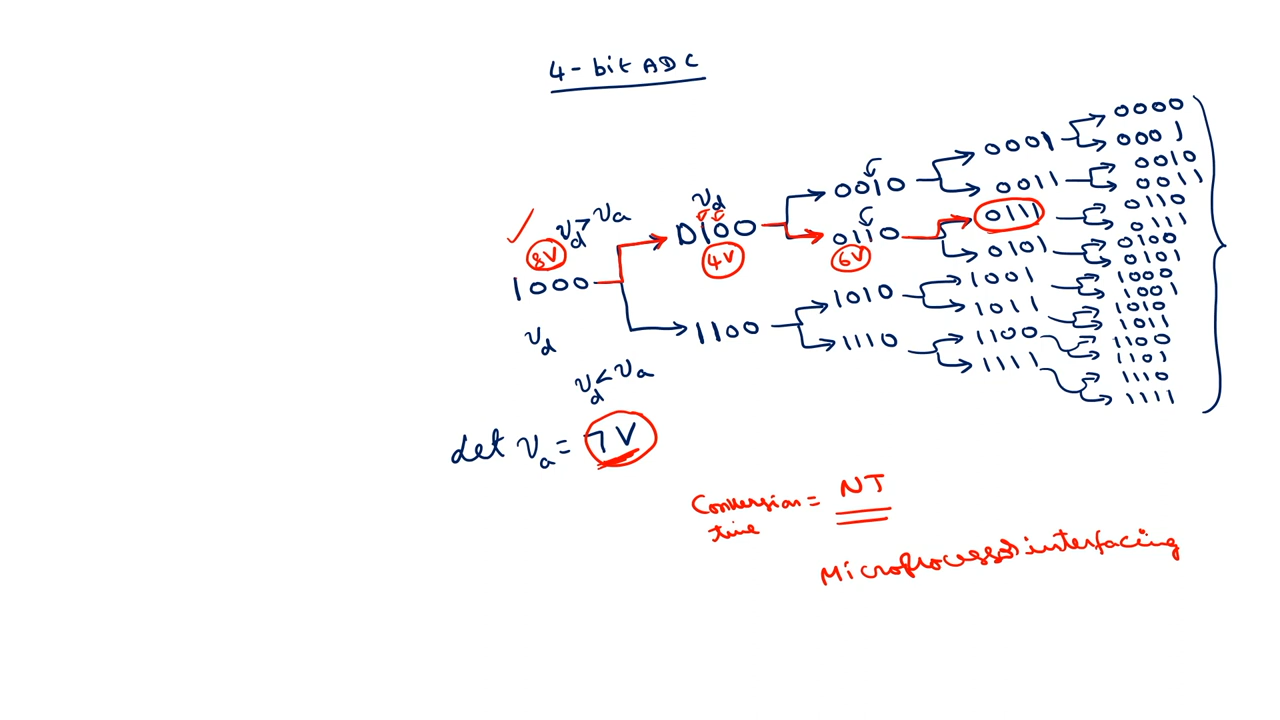 4-bit ADC
Vd > Va
8V
1000
Vd
Vd < Va
Vd
0100
4V
1100
0010
0110
6V
1010
1110
0001
0011
0111
0101
1001
1011
1100
1111
0000
0001
0010
0011
0110
0111
0100
0101
1000
1001
1010
1011
1100
1101
1110
1111
det Va = 7V
Conversion time = NT
Microprocessor interfacing